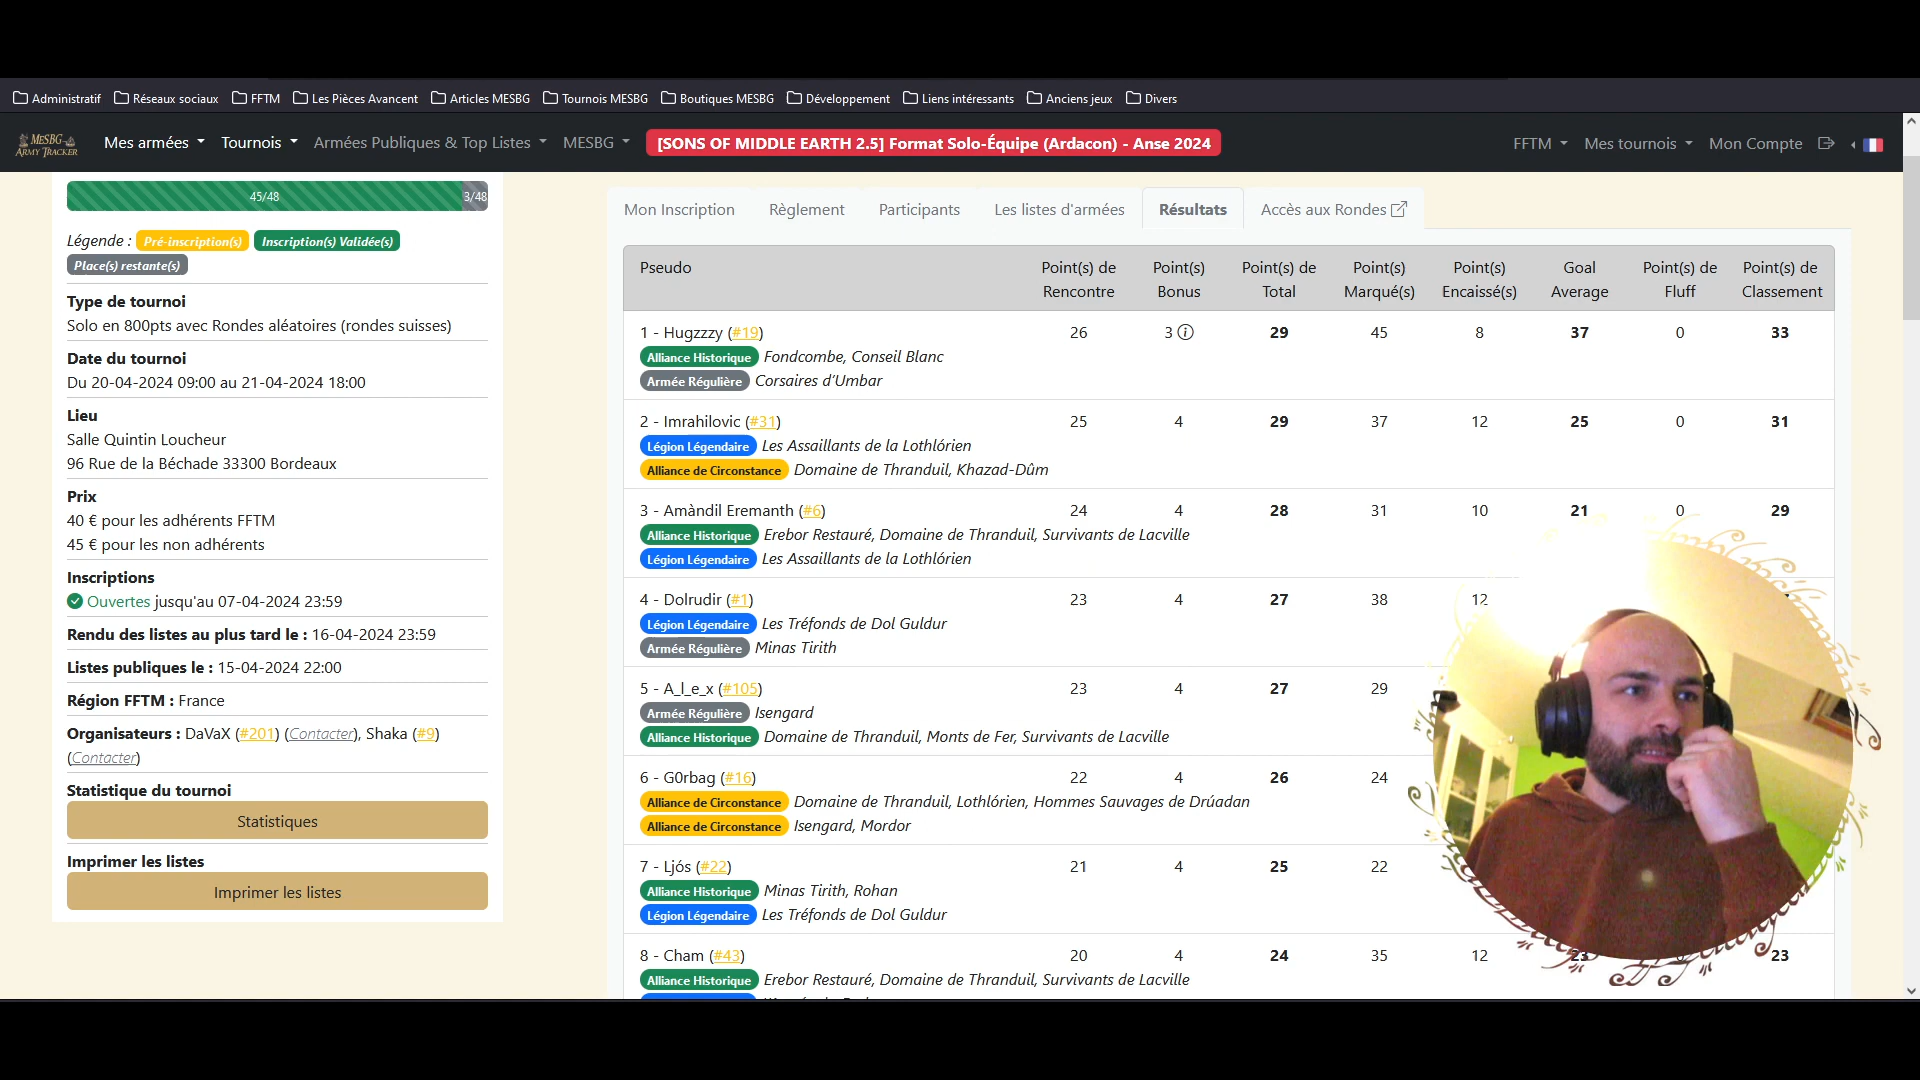 Administratif Réseaux sociaux FFTM Les Pièces Avancent Articles MESBG Tournois MESBG Boutiques MESBG Développement Liens intéressants Anciens jeux Divers
MESBG ARMY TRACKER Mes armées Tournois Armées Publiques & Top Listes MESBG [SONS OF MIDDLE EARTH 2.5] Format Solo-Équipe (Ardacon) - Anse 2024 FFTM Mes tournois Mon Compte
45/48 3/48
Légende : Pré-inscription(s) Inscription(s) Validée(s)
Place(s) restante(s)
Type de tournoi
Solo en 800pts avec Rondes aléatoires (rondes suisses)
Date du tournoi
Du 20-04-2024 09:00 au 21-04-2024 18:00
Lieu
Salle Quintin Loucheur
96 Rue de la Béchade 33300 Bordeaux
Prix
40 € pour les adhérents FFTM
45 € pour les non adhérents
Inscriptions
Ouvertes jusqu'au 07-04-2024 23:59
Rendu des listes au plus tard le : 16-04-2024 23:59
Listes publiques le : 15-04-2024 22:00
Région FFTM : France
Organisateurs : DaVaX (#201) (Contacter), Shaka (#9)
(Contacter)
Statistique du tournoi
Statistiques
Imprimer les listes
Imprimer les listes
Mon Inscription Règlement Participants Les listes d'armées Résultats Accès aux Rondes
Pseudo Point(s) de Rencontre Point(s) Bonus Point(s) de Total Point(s) Marqué(s) Point(s) Encaissé(s) Goal Average Point(s) de Fluff Point(s) de Classement
1 - Hugzzzy (#19) 26 3 29 45 8 37 0 33
Alliance Historique Fondcombe, Conseil Blanc
Armée Régulière Corsaires d'Umbar
2 - Imrahilovic (#31) 25 4 29 37 12 25 0 31
Légion Légendaire Les Assaillants de la Lothlórien
Alliance de Circonstance Domaine de Thranduil, Khazad-Dûm
3 - Amàndil Eremanth (#6) 24 4 28 31 10 21 0 29
Alliance Historique Erebor Restauré, Domaine de Thranduil, Survivants de Lacville
Légion Légendaire Les Assaillants de la Lothlórien
4 - Dolrudir (#1) 23 4 27 38 12
Légion Légendaire Les Tréfonds de Dol Guldur
Armée Régulière Minas Tirith
5 - A_l_e_x (#105) 23 4 27 29
Armée Régulière Isengard
Alliance Historique Domaine de Thranduil, Monts de Fer, Survivants de Lacville
6 - G0rbag (#16) 22 4 26 24
Alliance de Circonstance Domaine de Thranduil, Lothlórien, Hommes Sauvages de Drúadan
Alliance de Circonstance Isengard, Mordor
7 - Ljós (#22) 21 4 25 22
Alliance Historique Minas Tirith, Rohan
Légion Légendaire Les Tréfonds de Dol Guldur
8 - Cham (#43) 20 4 24 35 12 23 23
Alliance Historique Erebor Restauré, Domaine de Thranduil, Survivants de Lacville